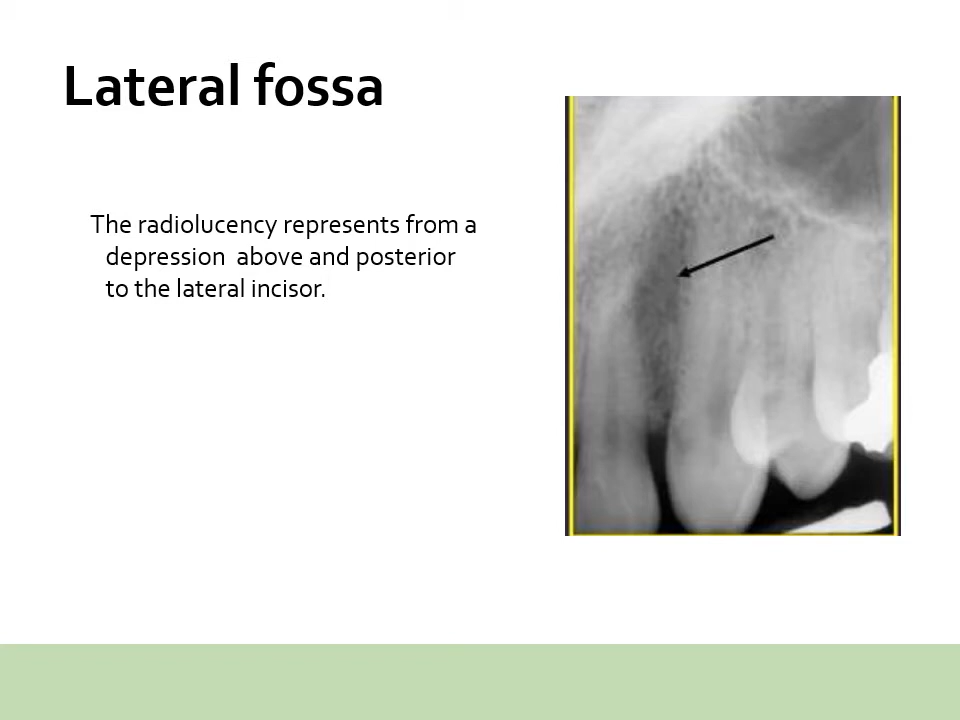 Lateral fossa
The radiolucency represents from a
depression  above and posterior
to the lateral incisor.